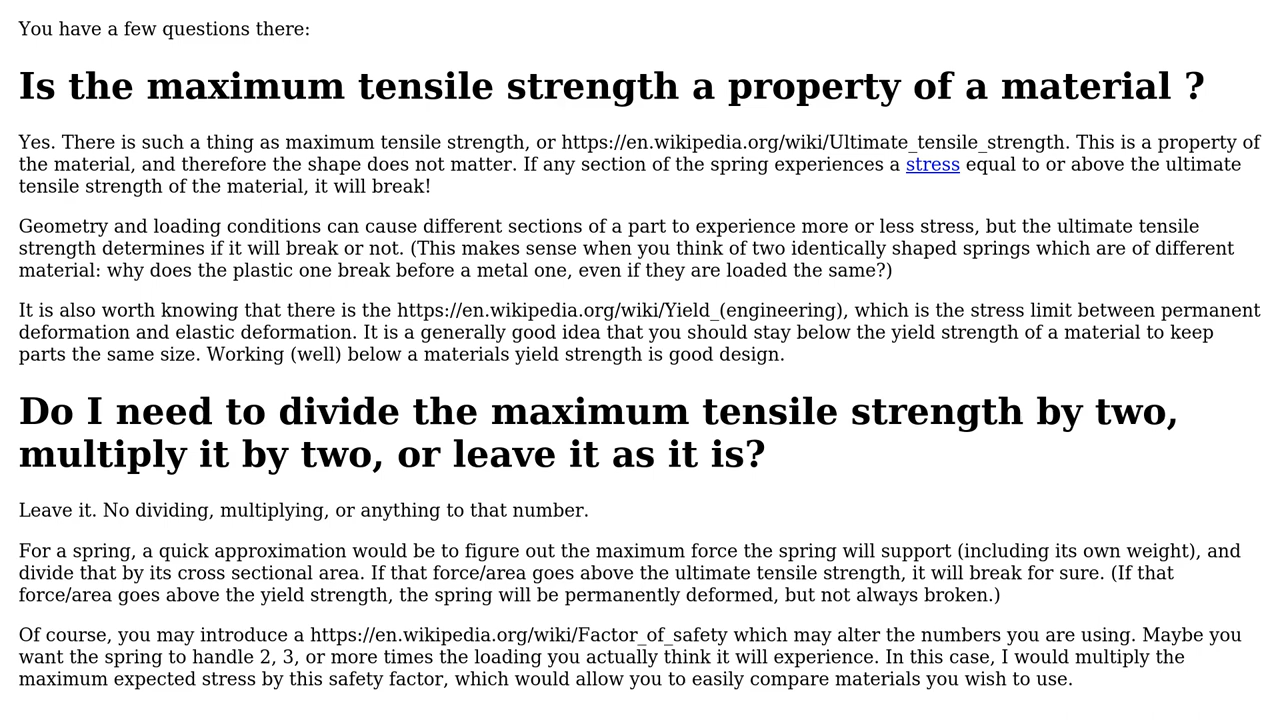 You have a few questions there:
Is the maximum tensile strength a property of a material ?
Yes. There is such a thing as maximum tensile strength, or https://en.wikipedia.org/wiki/Ultimate_tensile_strength. This is a property of
the material, and therefore the shape does not matter. If any section of the spring experiences a stress equal to or above the ultimate
tensile strength of the material, it will break!
Geometry and loading conditions can cause different sections of a part to experience more or less stress, but the ultimate tensile
strength determines if it will break or not. (This makes sense when you think of two identically shaped springs which are of different
material: why does the plastic one break before a metal one, even if they are loaded the same?)
It is also worth knowing that there is the https://en.wikipedia.org/wiki/Yield_(engineering), which is the stress limit between permanent
deformation and elastic deformation. It is a generally good idea that you should stay below the yield strength of a material to keep
parts the same size. Working (well) below a materials yield strength is good design.
Do I need to divide the maximum tensile strength by two,
multiply it by two, or leave it as it is?
Leave it. No dividing, multiplying, or anything to that number.
For a spring, a quick approximation would be to figure out the maximum force the spring will support (including its own weight), and
divide that by its cross sectional area. If that force/area goes above the ultimate tensile strength, it will break for sure. (If that
force/area goes above the yield strength, the spring will be permanently deformed, but not always broken.)
Of course, you may introduce a https://en.wikipedia.org/wiki/Factor_of_safety which may alter the numbers you are using. Maybe you
want the spring to handle 2, 3, or more times the loading you actually think it will experience. In this case, I would multiply the
maximum expected stress by this safety factor, which would allow you to easily compare materials you wish to use.